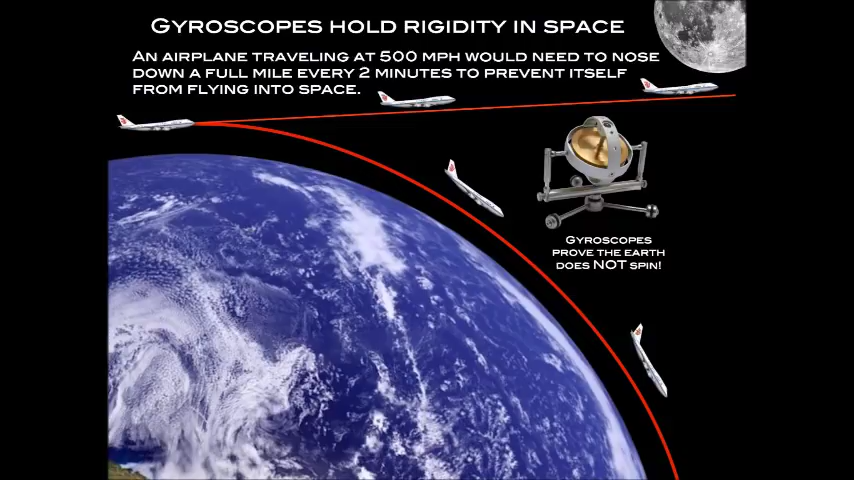 Gyroscopes hold rigidity in space
An airplane traveling at 500 mph would need to nose
down a full mile every 2 minutes to prevent itself
from flying into space.
Gyroscopes
prove the earth
does NOT spin!